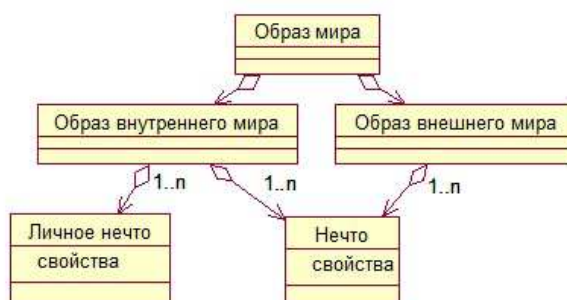 Образ мира
Образ внутреннего мира
Образ внешнего мира
1..n
1..n
1..n
Личное нечто
свойства
Нечто
свойства